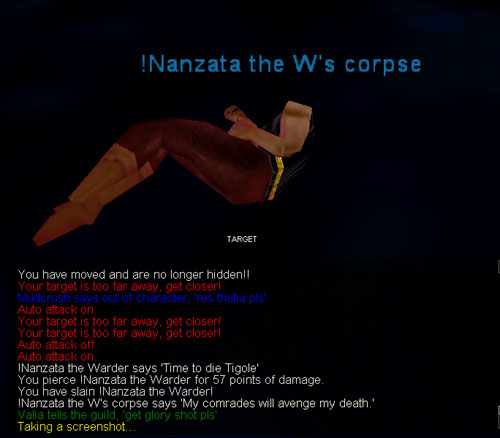 !Nanzata the W's corpse
TARGET
You have moved and are no longer hidden!!
Your target is too far away, get closer!
Mudcrush says out of character, 'res thatia pls'
Auto attack on.
Your target is too far away, get closer!
Your target is too far away, get closer!
Auto attack off.
Auto attack on.
!Nanzata the Warder says 'Time to die Tigole'
You pierce !Nanzata the Warder for 57 points of damage.
You have slain !Nanzata the Warder!
!Nanzata the W's corpse says 'My comrades will avenge my death.'
Valia tells the guild, 'get glory shot pls'
Taking a screenshot...